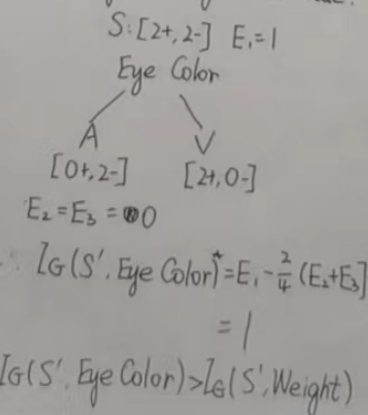 S:[2+,2-] E₁=1
Eye Color
A V
[0+,2-] [2+,0-]
E₂=E₃=0
∴ IG(S',Eye Color)*=E₁-2/4(E₂+E₃]
=1
IG(S',Eye Color)>IG(S',Weight)